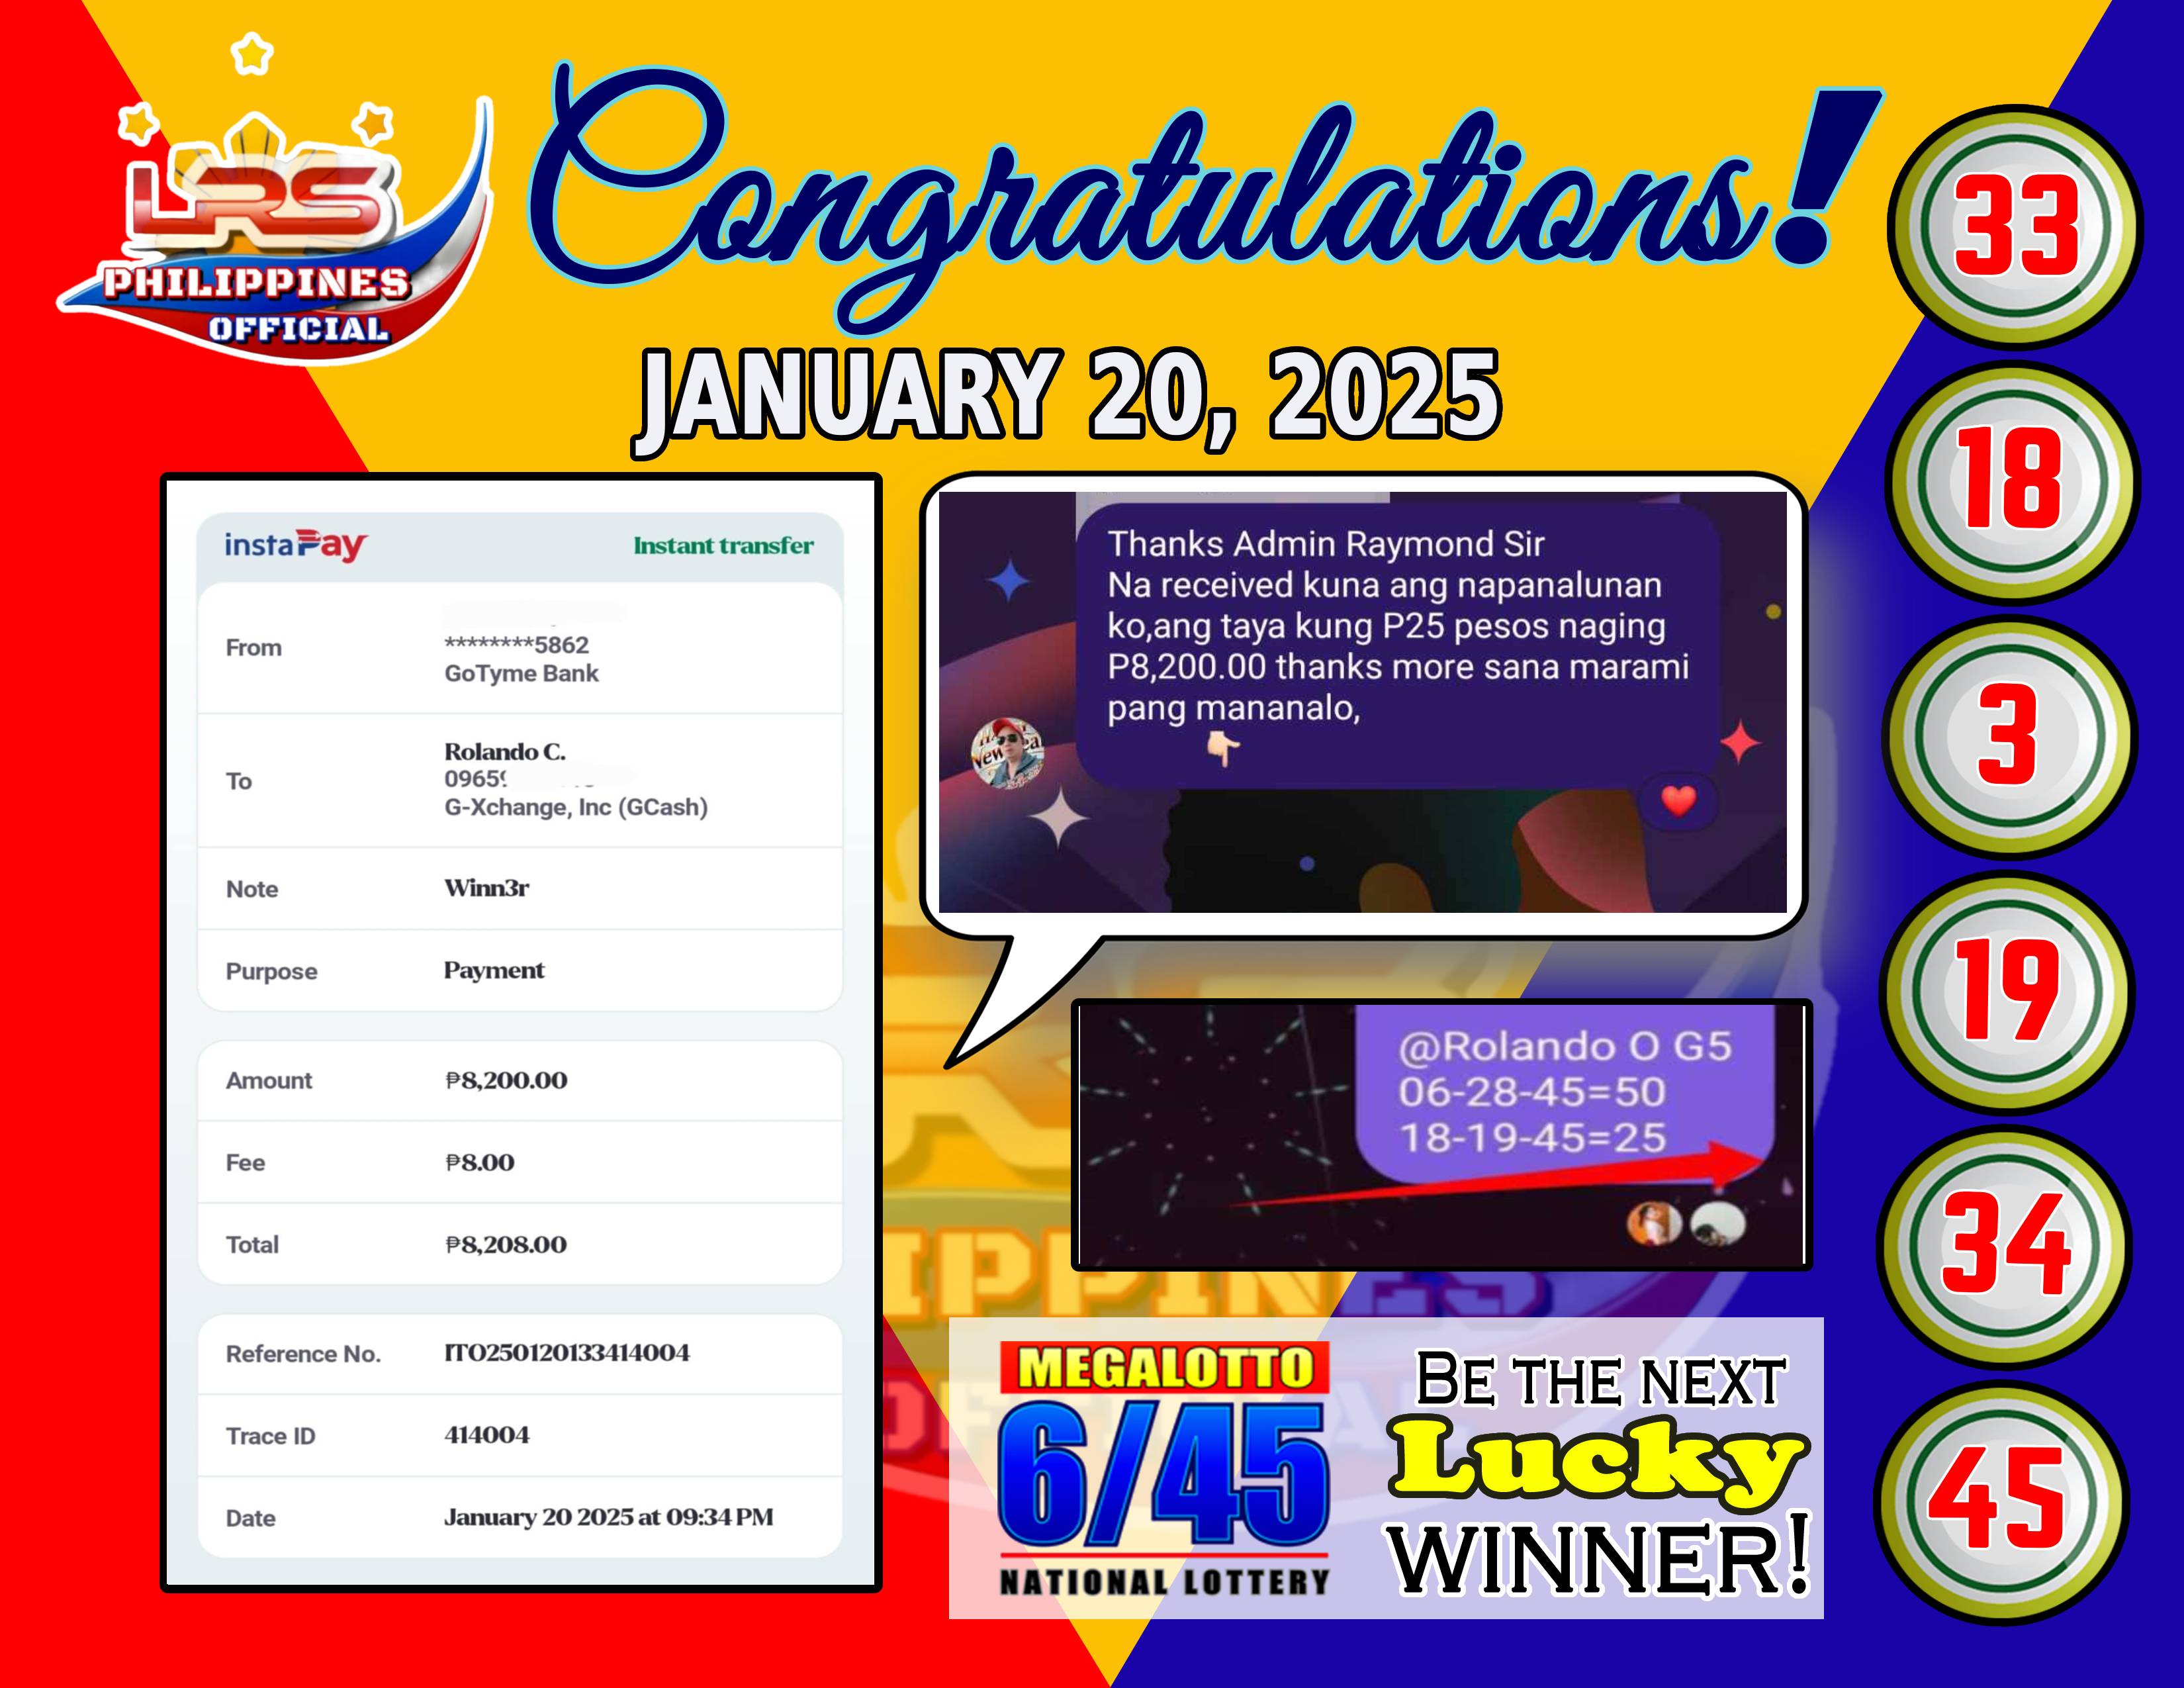 LRS
PHILIPPINES
OFFICIAL
Congratulations!
JANUARY 20, 2025
instaPay Instant transfer
From ********5862
GoTyme Bank
To Rolando C.
0965
G-Xchange, Inc (GCash)
Note Winn3r
Purpose Payment
Amount ₱8,200.00
Fee ₱8.00
Total ₱8,208.00
Reference No. ITO250120133414004
Trace ID 414004
Date January 20 2025 at 09:34 PM
Thanks Admin Raymond Sir
Na received kuna ang napanalunan
ko,ang taya kung P25 pesos naging
P8,200.00 thanks more sana marami
pang mananalo,
@Rolando O G5
06-28-45=50
18-19-45=25
MEGALOTTO
6/45
NATIONAL LOTTERY
BE THE NEXT
Lucky
WINNER!
33
18
3
19
34
45